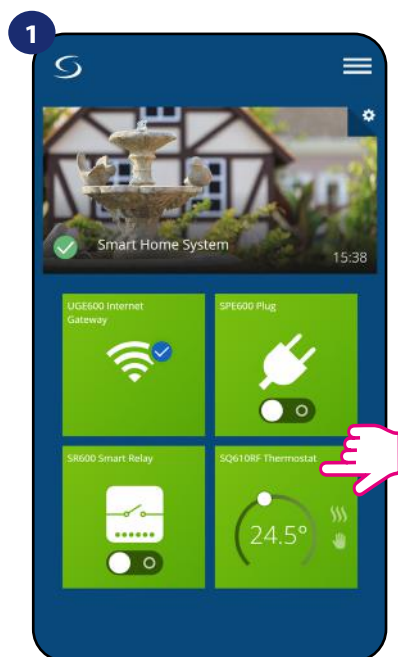 1
Smart Home System
15:38
UGE600 Internet
Gateway
SPE600 Plug
SR600 Smart Relay
SQ610RF Thermostat
24.5°